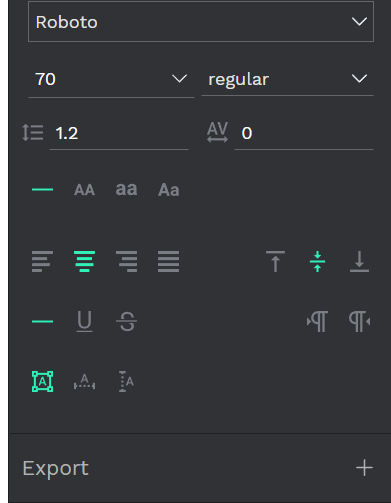 Roboto
70 regular
1.2 AV 0
AA aa Aa
U S
A A A
Export